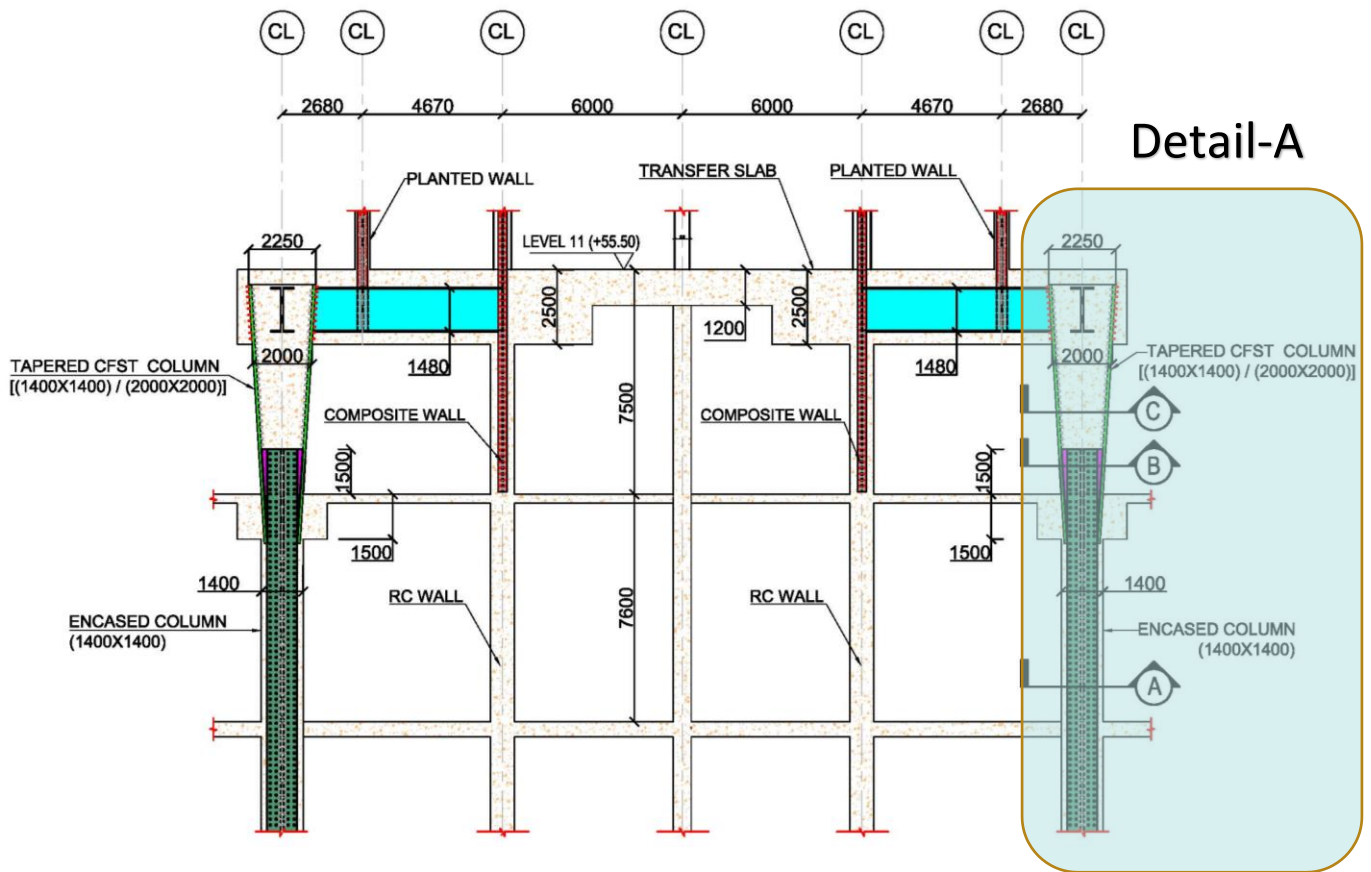 CL CL CL CL CL CL CL
2680 4670 6000 6000 4670 2680
Detail-A
PLANTED WALL
TRANSFER SLAB
PLANTED WALL
2250
LEVEL 11 (+55.50)
2250
2500
1200
2500
1480
1480
2000
2000
TAPERED CFST COLUMN
[(1400X1400) / (2000X2000)]
TAPERED CFST COLUMN
[(1400X1400) / (2000X2000)]
7500
COMPOSITE WALL
COMPOSITE WALL
C
B
1500
1500
1500
1500
1400
1400
7600
RC WALL
RC WALL
ENCASED COLUMN
(1400X1400)
ENCASED COLUMN
(1400X1400)
A